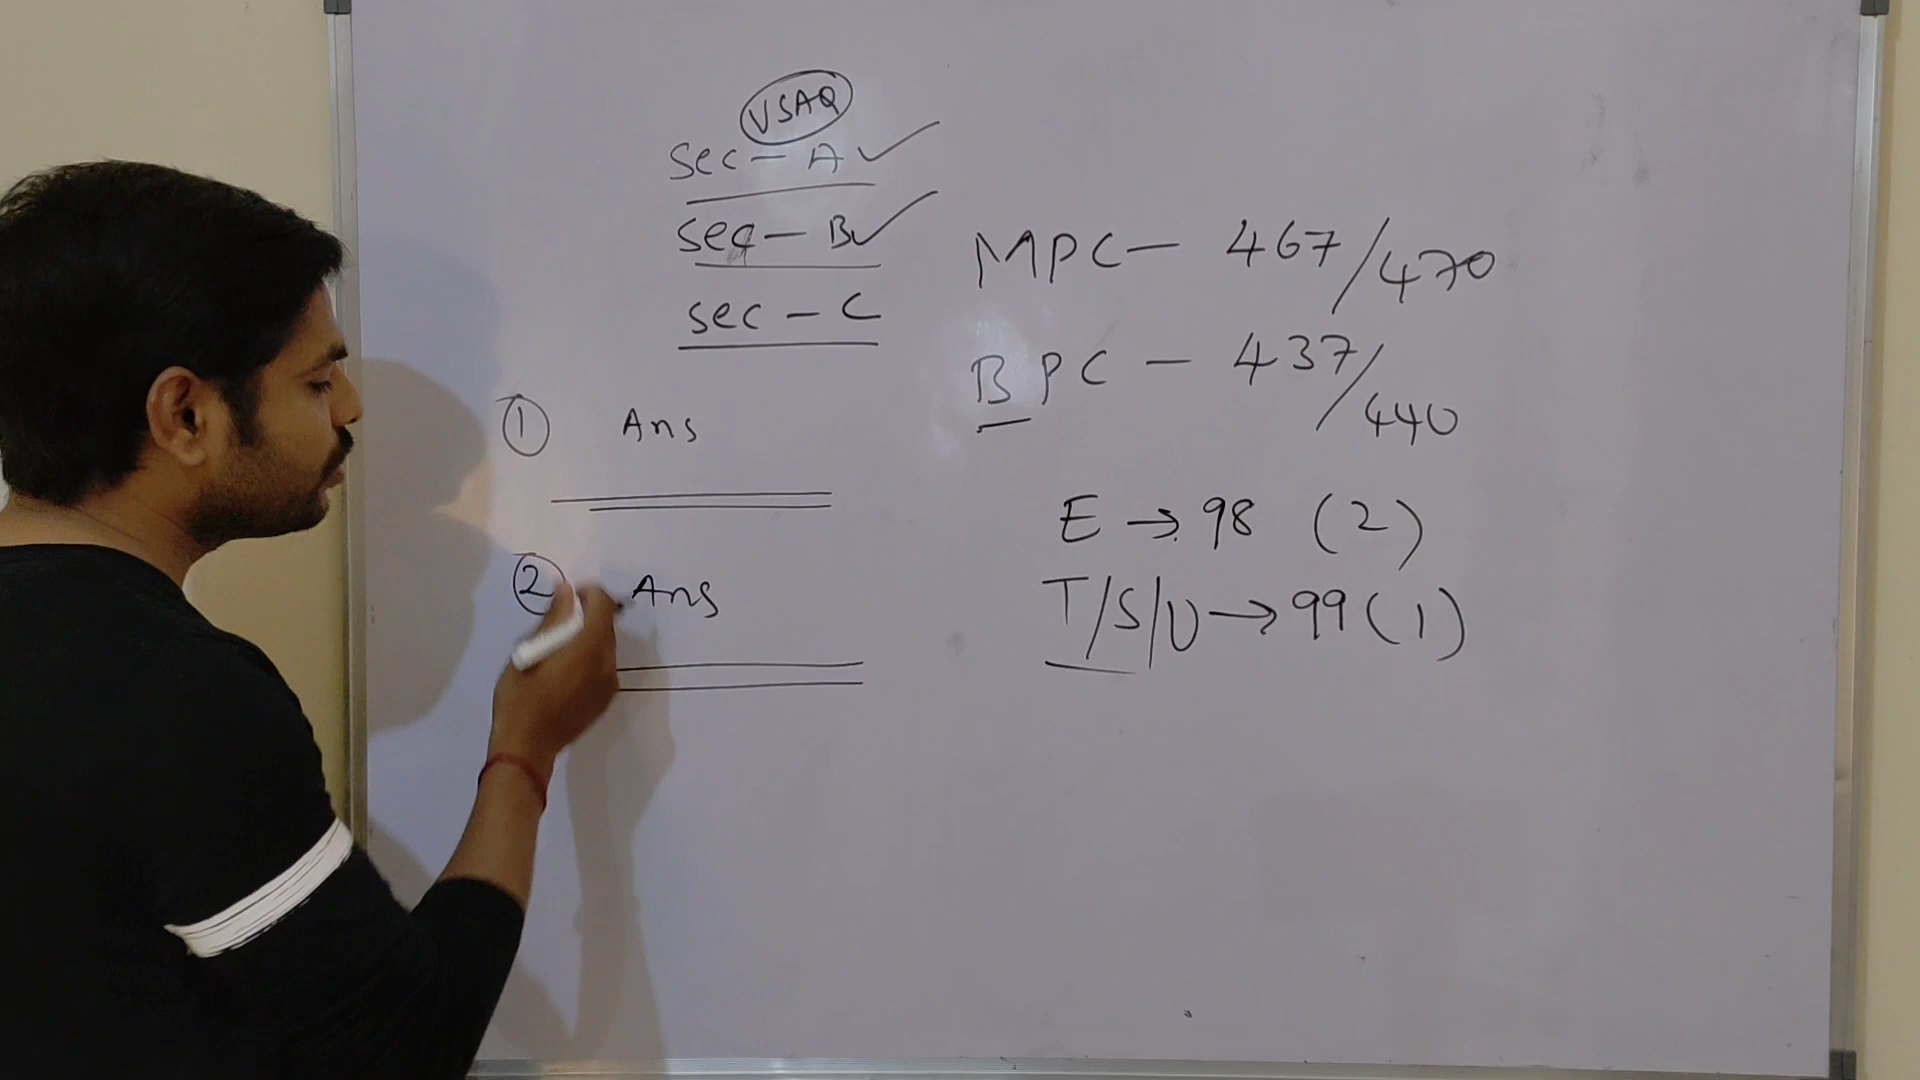 VSAQ
Sec - A ✓
Sec - B ✓
Sec - C
① Ans
② Ans
MPC - 467/470
BPC - 437/440
E → 98 (2)
T/S/U → 99 (1)